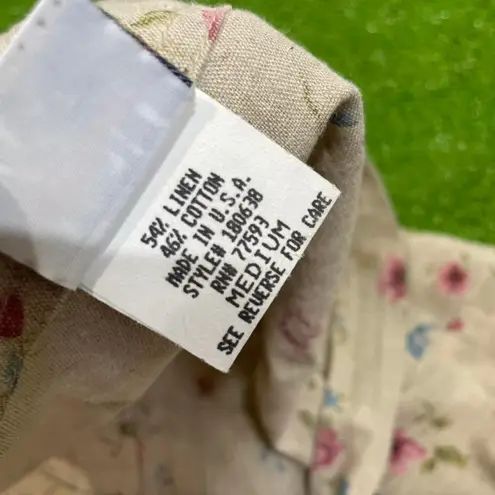 54% LINEN
46% COTTON
MADE IN U.S.A.
STYLE# 180638
RN# 77593
MEDIUM
SEE REVERSE FOR CARE